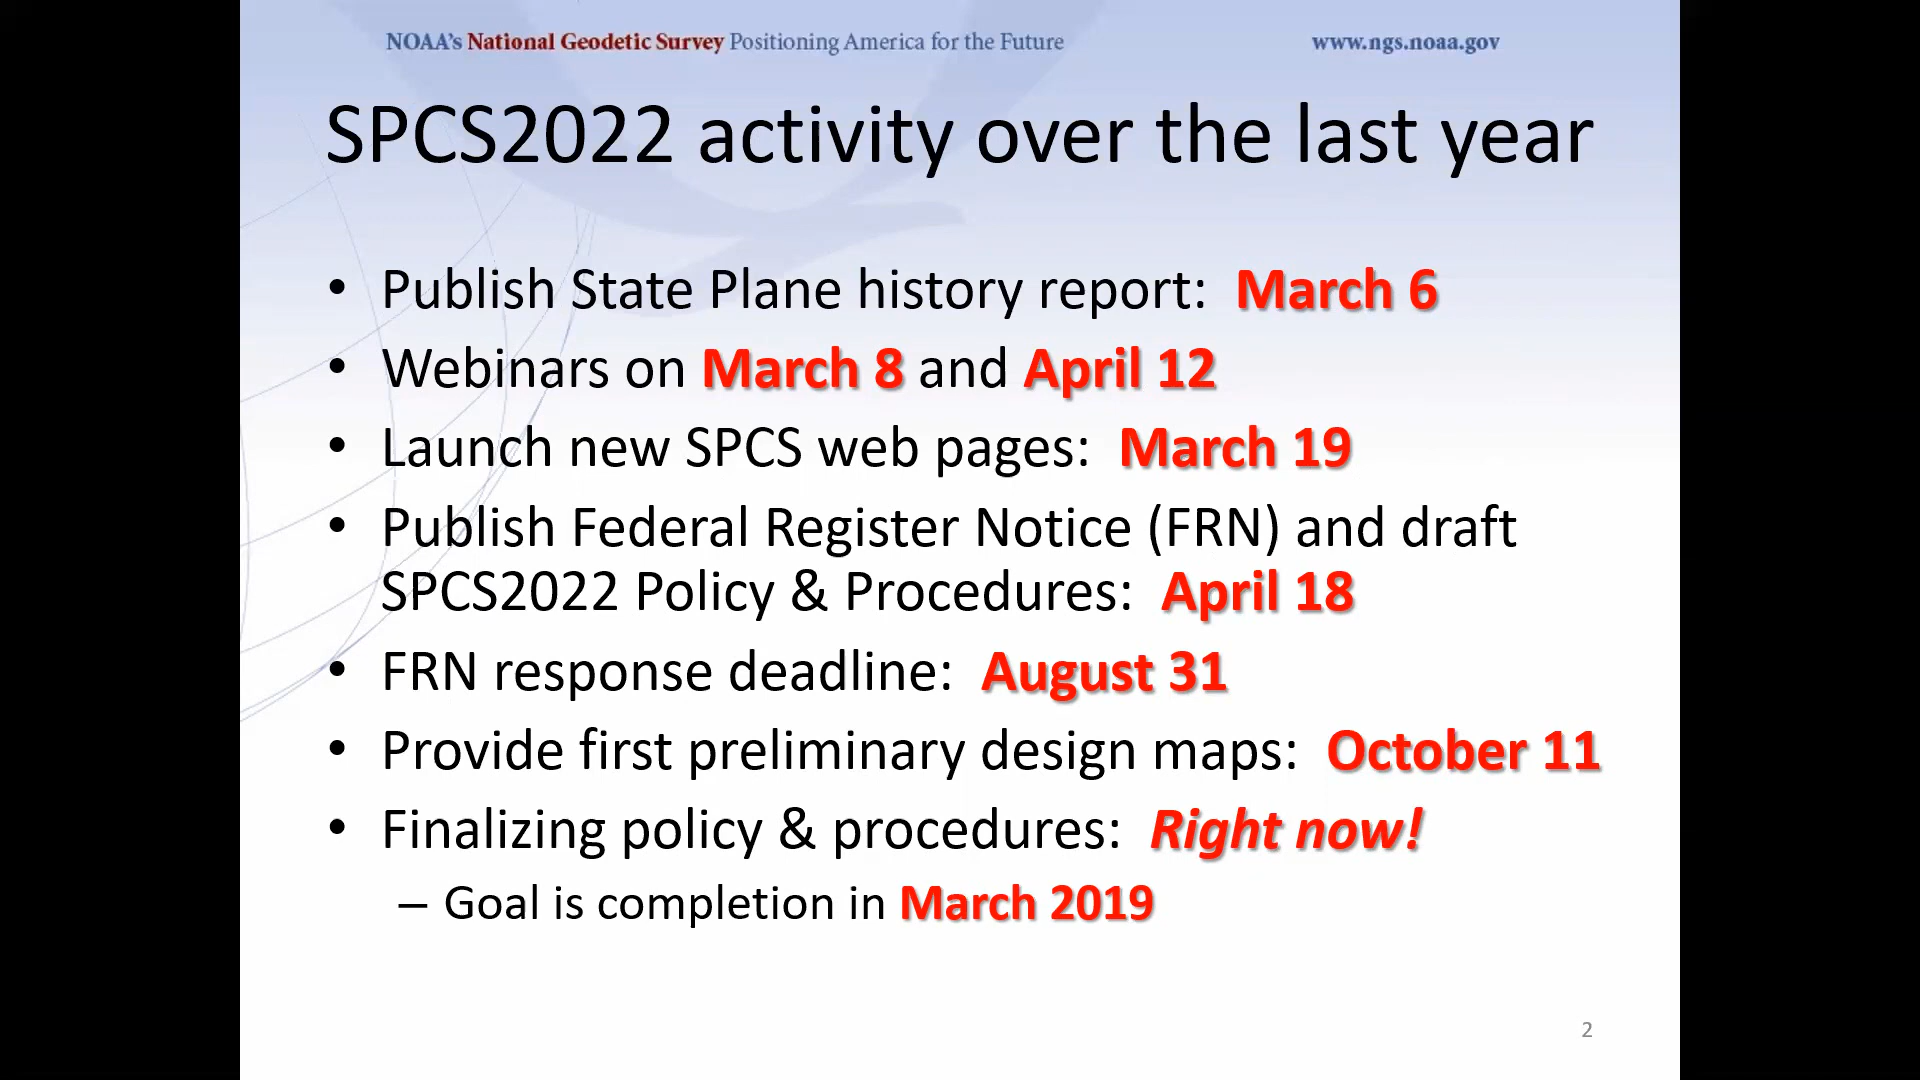 NOAA's National Geodetic Survey Positioning America for the Future www.ngs.noaa.gov
SPCS2022 activity over the last year
• Publish State Plane history report: March 6
• Webinars on March 8 and April 12
• Launch new SPCS web pages: March 19
• Publish Federal Register Notice (FRN) and draft
SPCS2022 Policy & Procedures: April 18
• FRN response deadline: August 31
• Provide first preliminary design maps: October 11
• Finalizing policy & procedures: Right now!
– Goal is completion in March 2019
2